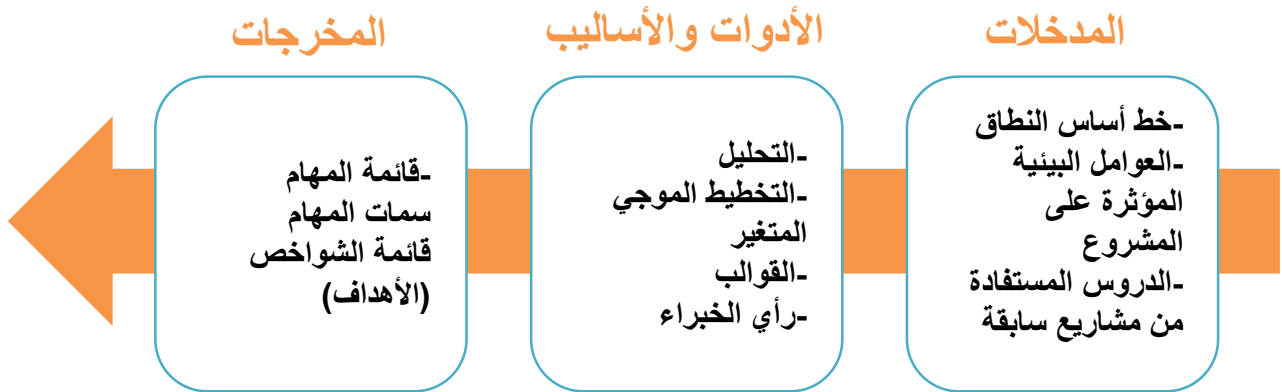 المدخلات
-خط أساس النطاق
-العوامل البيئية
المؤثرة على
المشروع
-الدروس المستفادة
من مشاريع سابقة
الأدوات والأساليب
-التحليل
-التخطيط الموجي
المتغير
-القوالب
-رأي الخبراء
المخرجات
-قائمة المهام
سمات المهام
قائمة الشواخص
(الأهداف)